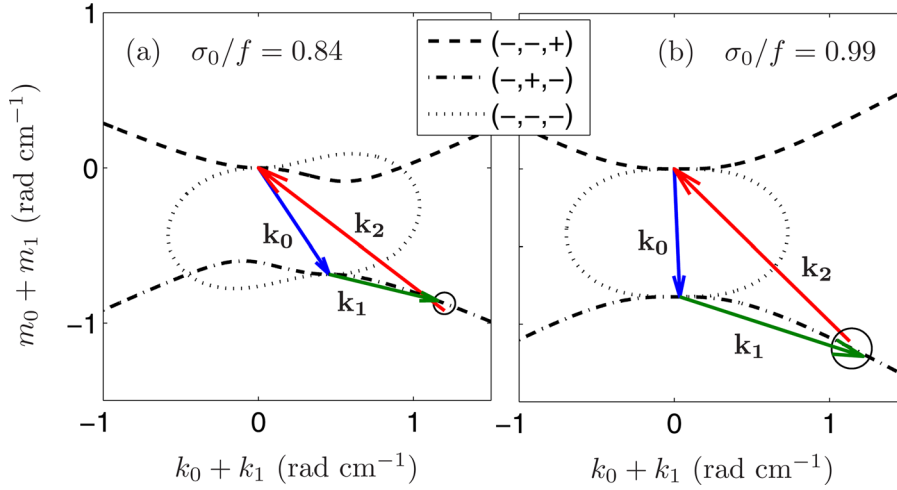 1
(a) σ₀/f = 0.84
(−,−,+)
(−,+,−)
(−,−,−)
(b) σ₀/f = 0.99
m₀ + m₁ (rad cm⁻¹)
0
−1
k₀
k₂
k₁
k₀
k₂
k₁
−1 0 1
−1 0 1
k₀ + k₁ (rad cm⁻¹)
k₀ + k₁ (rad cm⁻¹)